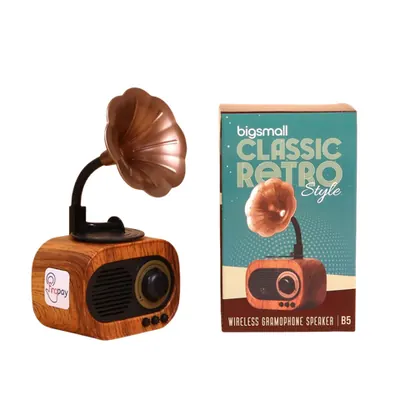 bigsmall
CLASSIC
RETRO
Style
WIRELESS GRAMOPHONE SPEAKER | B5